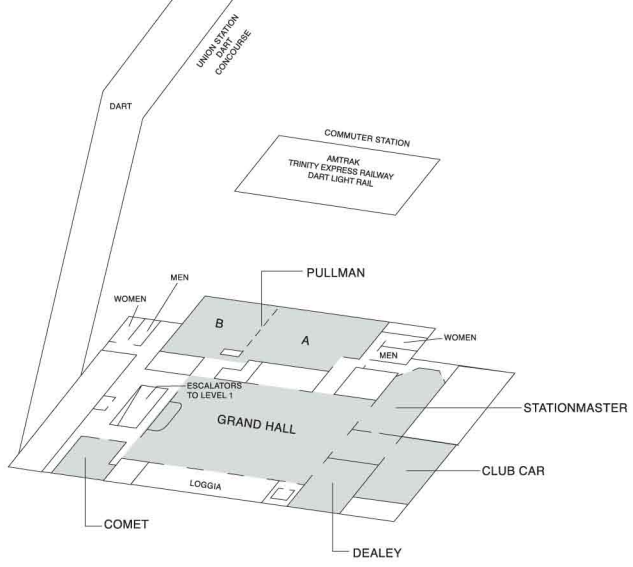 UNION STATION
DART
CONCOURSE
DART
COMMUTER STATION
AMTRAK
TRINITY EXPRESS RAILWAY
DART LIGHT RAIL
PULLMAN
MEN
WOMEN
B
A
WOMEN
MEN
ESCALATORS
TO LEVEL 1
GRAND HALL
STATIONMASTER
CLUB CAR
LOGGIA
COMET
DEALEY